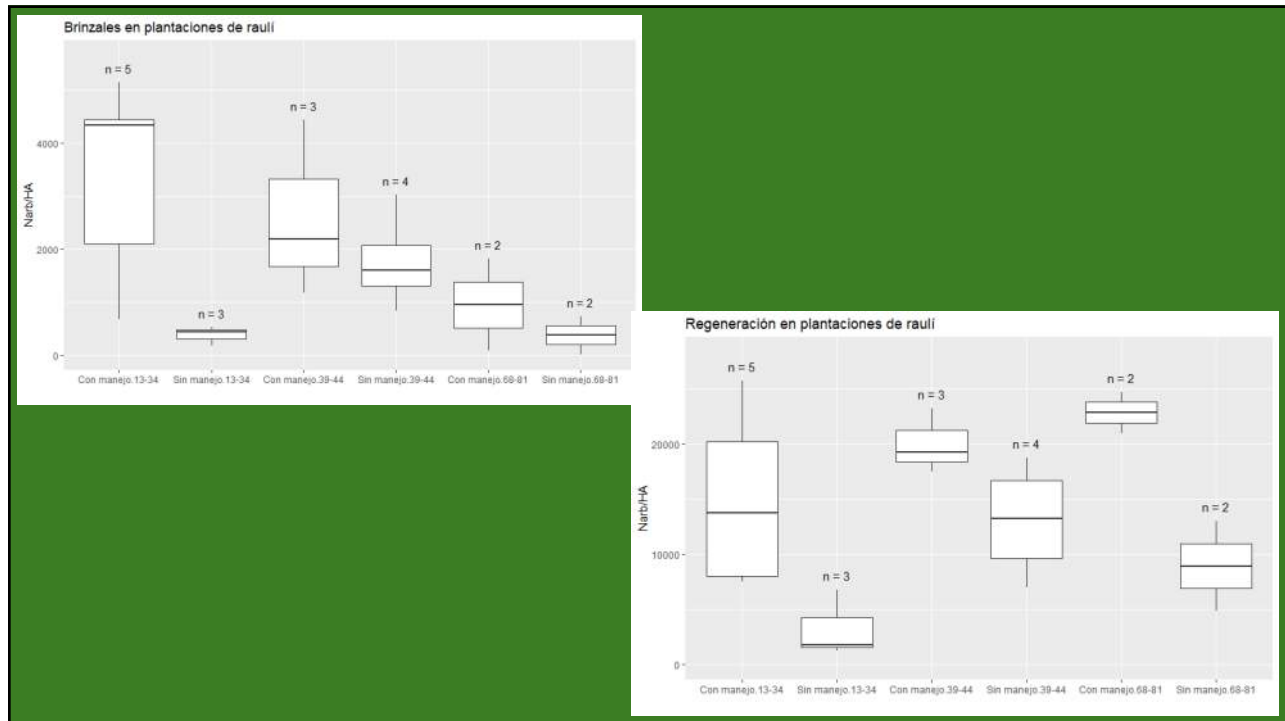 Brinzales en plantaciones de raulí
n = 5
n = 3
n = 3
n = 4
n = 2
n = 2
4000
2000
0
Narb/HA
Con manejo.13-34 Sin manejo.13-34 Con manejo.39-44 Sin manejo.39-44 Con manejo.68-81 Sin manejo.68-81
Regeneración en plantaciones de raulí
n = 5
n = 3
n = 3
n = 4
n = 2
n = 2
20000
10000
0
Narb/HA
Con manejo.13-34 Sin manejo.13-34 Con manejo.39-44 Sin manejo.39-44 Con manejo.68-81 Sin manejo.68-81